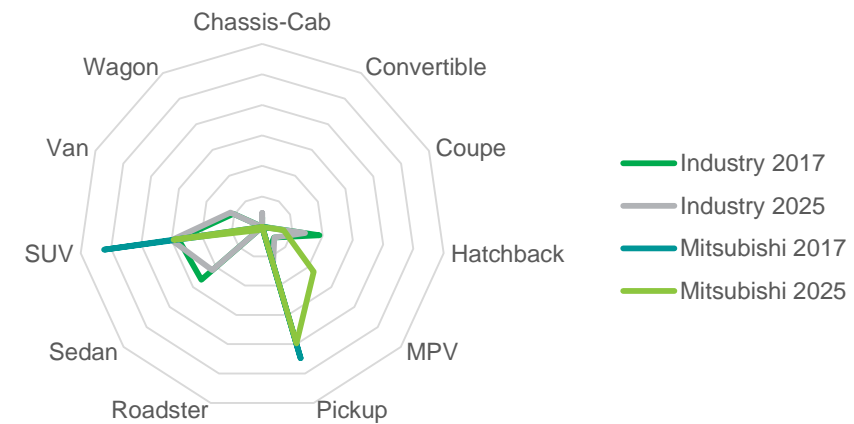 Chassis-Cab
Wagon
Convertible
Van
Coupe
SUV
Hatchback
Sedan
MPV
Roadster
Pickup
Industry 2017
Industry 2025
Mitsubishi 2017
Mitsubishi 2025